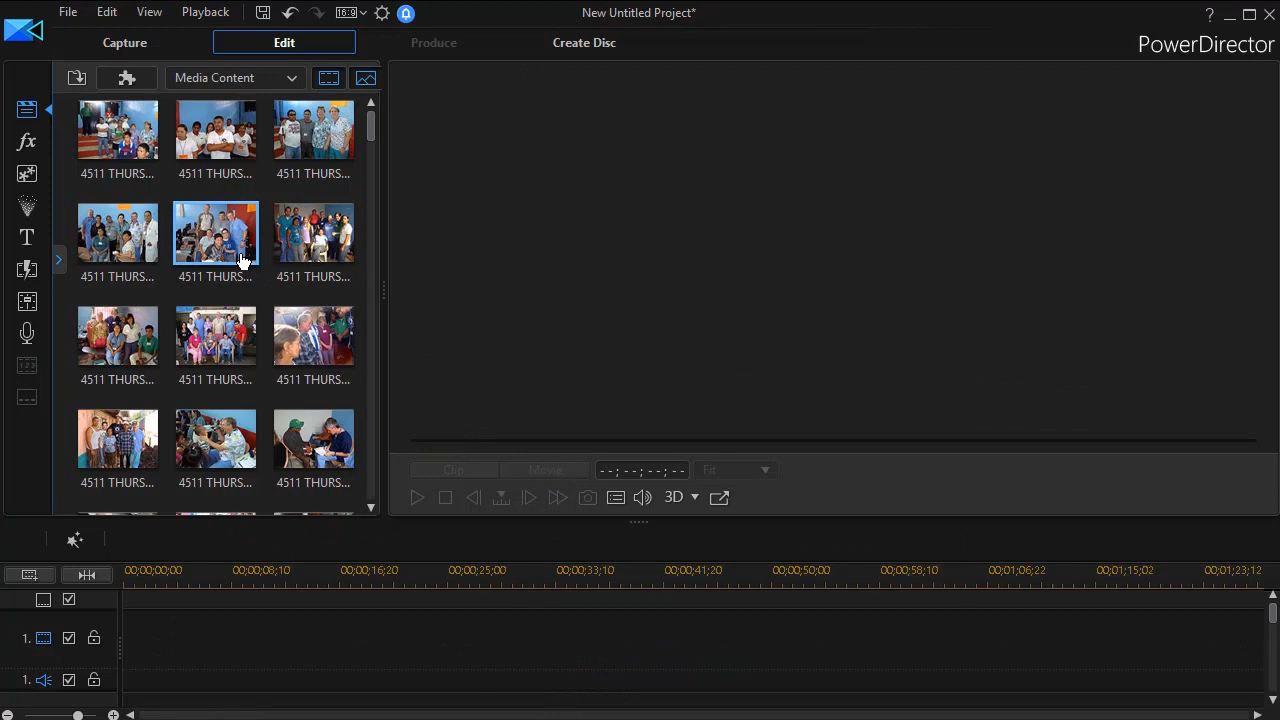 File Edit View Playback 16:9 New Untitled Project* ?
Capture Edit Produce Create Disc PowerDirector
Media Content
4511 THURS... 4511 THURS... 4511 THURS...
4511 THURS... 4511 THURS... 4511 THURS...
4511 THURS... 4511 THURS... 4511 THURS...
4511 THURS... 4511 THURS... 4511 THURS...
fx
T
123
Clip Movie --;--;--;-- Fit
3D
00;00;00;00 00;00;08;10 00;00;16;20 00;00;25;00 00;00;33;10 00;00;41;20 00;00;50;00 00;00;58;10 00;01;06;22 00;01;15;02 00;01;23;12
1.
1.